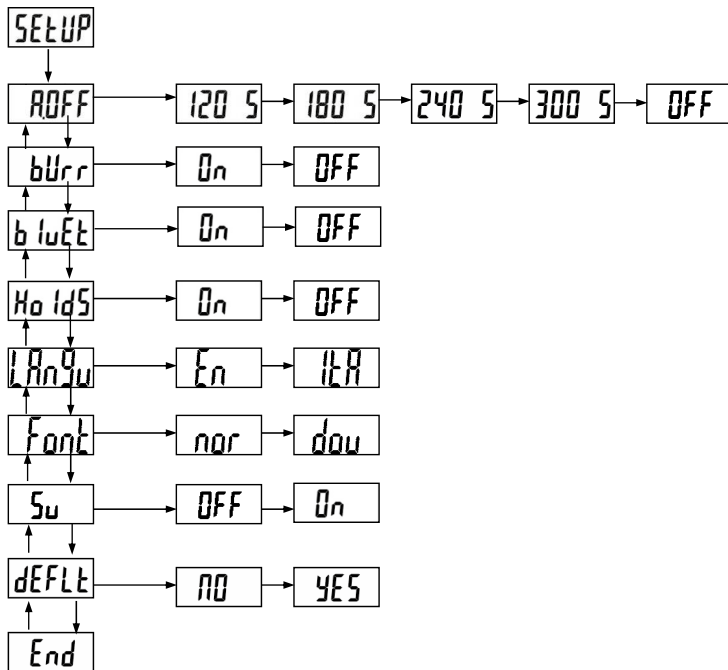 SEtUP
A.OFF 120 S 180 S 240 S 300 S OFF
bUrr On OFF
bluEt On OFF
HoldS On OFF
LAngu En ItA
Font nor dou
Su OFF On
dEFLt NO YES
End